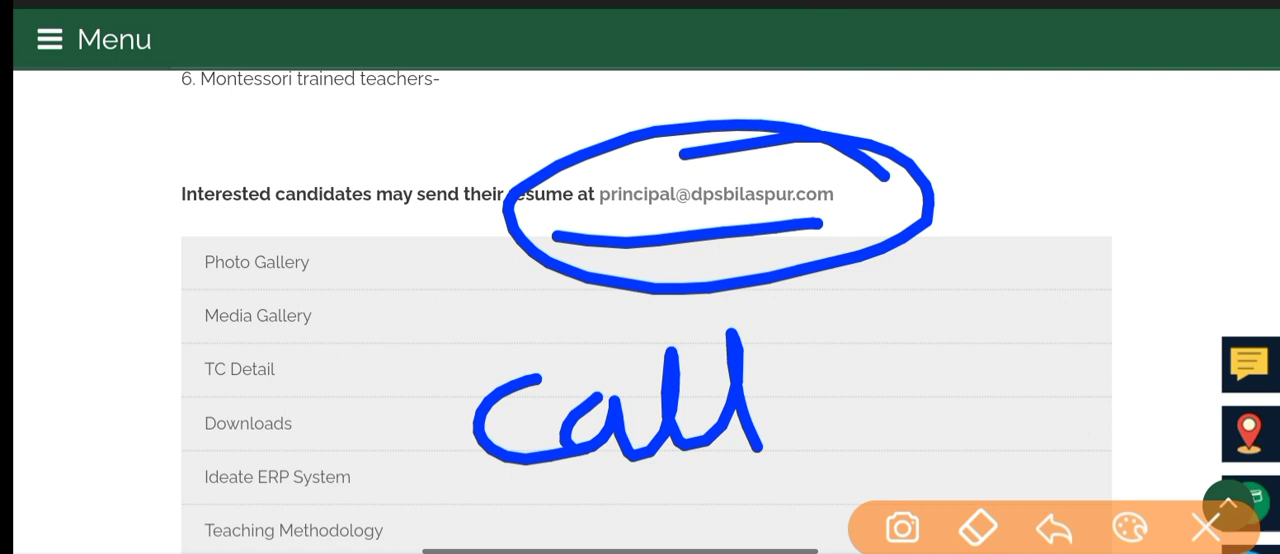 Menu
6. Montessori trained teachers-
Interested candidates may send their resume at principal@dpsbilaspur.com
Photo Gallery
Media Gallery
TC Detail
Downloads
call
Ideate ERP System
Teaching Methodology